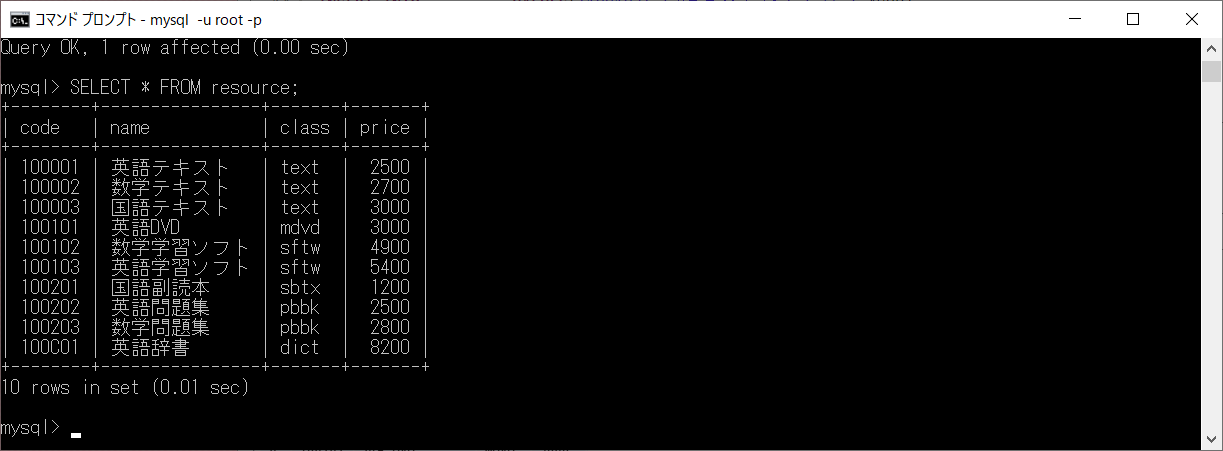 コマンド プロンプト - mysql  -u root -p
Query OK, 1 row affected (0.00 sec)
mysql> SELECT * FROM resource;
+--------+-----------------+-------+-------+
| code   | name            | class | price |
+--------+-----------------+-------+-------+
| 100001 | 英語テキスト | text  |  2500 |
| 100002 | 数学テキスト | text  |  2700 |
| 100003 | 国語テキスト | text  |  3000 |
| 100101 | 英語DVD | mdvd  |  3000 |
| 100102 | 数学学習ソフト | sftw  |  4900 |
| 100103 | 英語学習ソフト | sftw  |  5400 |
| 100201 | 国語副読本 | sbtx  |  1200 |
| 100202 | 英語問題集 | pbbk  |  2500 |
| 100203 | 数学問題集 | pbbk  |  2800 |
| 100C01 | 英語辞書 | dict  |  8200 |
+--------+-----------------+-------+-------+
10 rows in set (0.01 sec)
mysql>